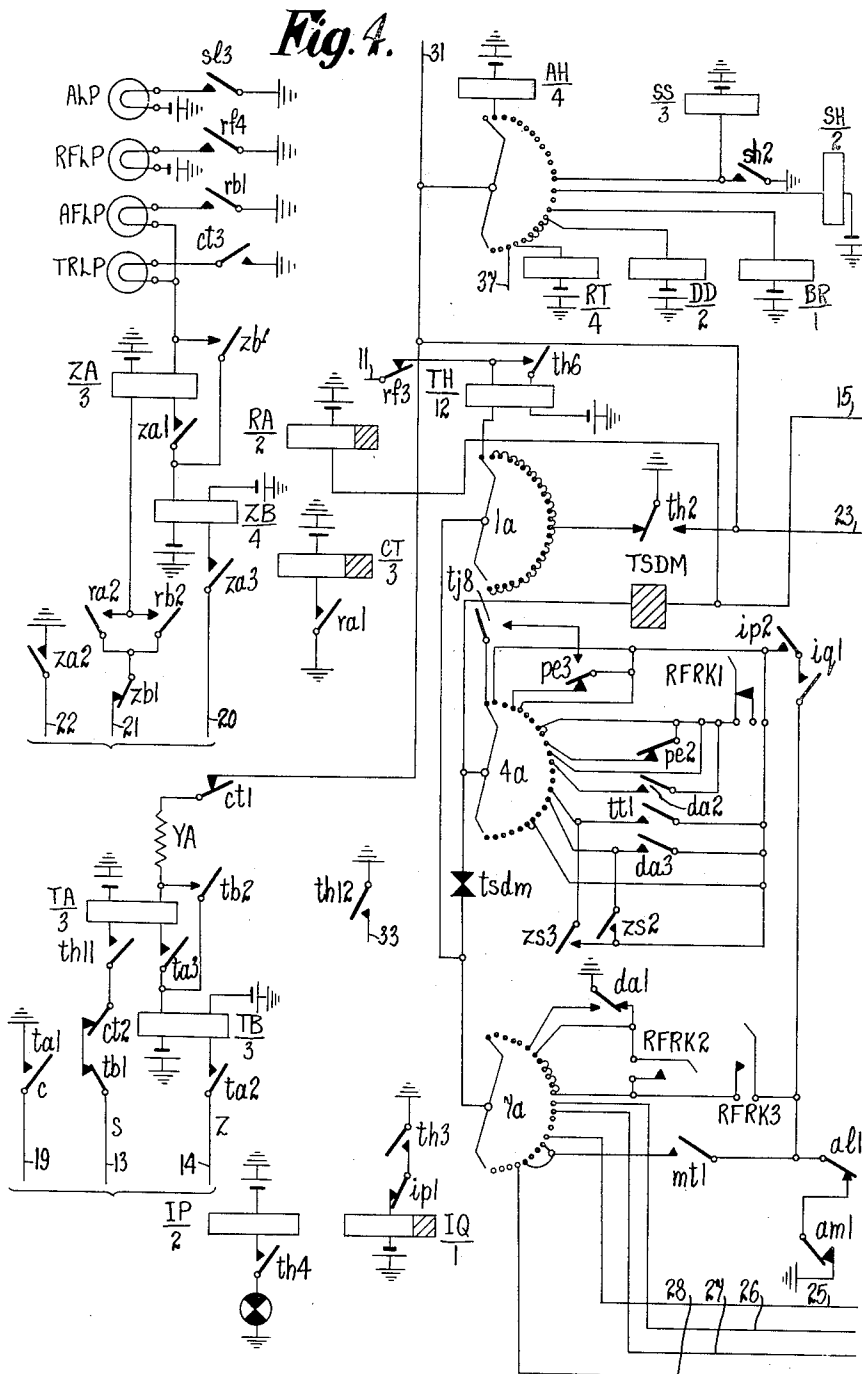 Fig. 4.
31
AH
4
SS
3
SH
2
sh2
37
RT
4
DD
2
BR
1
ALP
sl3
RFLP
rf4
AFLP
rb1
TRLP
ct3
ZA
3
za1
ZB
4
za3
ra2
rb2
za2
zb1
22
21
20
RA
2
CT
3
ra1
11
rf3
TH
12
th6
15
1a
th2
23
TSDM
tj8
pe3
ip2
iq1
RFRK1
4a
pe2
da2
tt1
da3
tsdm
zs3
zs2
ct1
YA
TA
3
tb2
th11
ta3
ct2
TB
3
ta1
c
tb1
S
ta2
Z
19
13
14
th12
33
da1
RFRK2
RFRK3
7a
mt1
al1
am1
th3
ip1
IP
2
IQ
1
th4
28
27
26
25